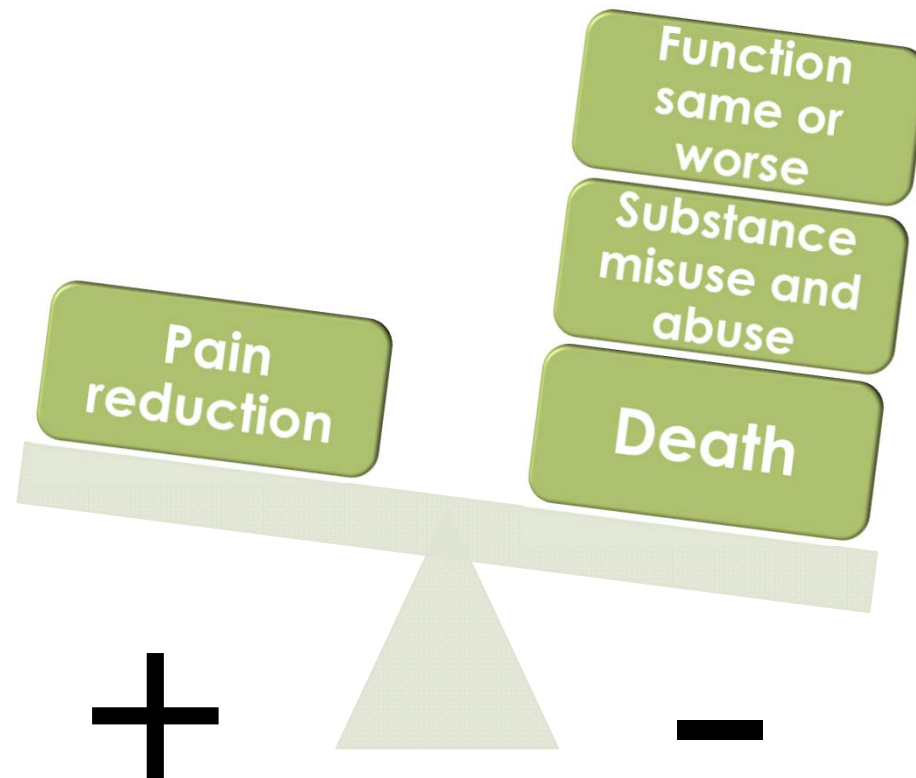 Function
same or
worse
Substance
misuse and
abuse
Pain
reduction
Death
+
-